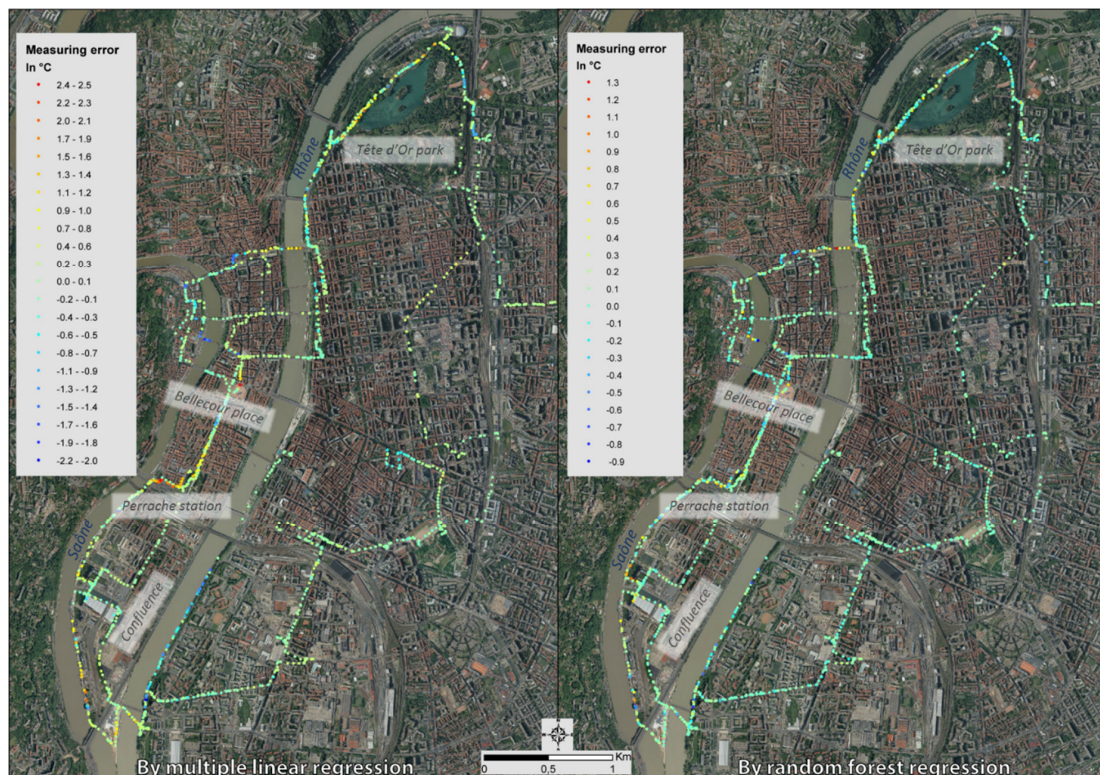 Measuring error
In °C
2.4 - 2.5
2.2 - 2.3
2.0 - 2.1
1.7 - 1.9
1.5 - 1.6
1.3 - 1.4
1.1 - 1.2
0.9 - 1.0
0.7 - 0.8
0.4 - 0.6
0.2 - 0.3
0.0 - 0.1
-0.2 - -0.1
-0.4 - -0.3
-0.6 - -0.5
-0.8 - -0.7
-1.1 - -0.9
-1.3 - -1.2
-1.5 - -1.4
-1.7 - -1.6
-1.9 - -1.8
-2.2 - -2.0
Rhône
Tête d'Or park
Bellecour place
Perrache station
Saône
Confluence
0
0,5
1
Km
By multiple linear regression
Measuring error
In °C
1.3
1.2
1.1
1.0
0.9
0.8
0.7
0.6
0.5
0.4
0.3
0.2
0.1
0.0
-0.1
-0.2
-0.3
-0.4
-0.5
-0.6
-0.7
-0.8
-0.9
Rhône
Tête d'Or park
Bellecour place
Perrache station
Saône
Confluence
By random forest regression